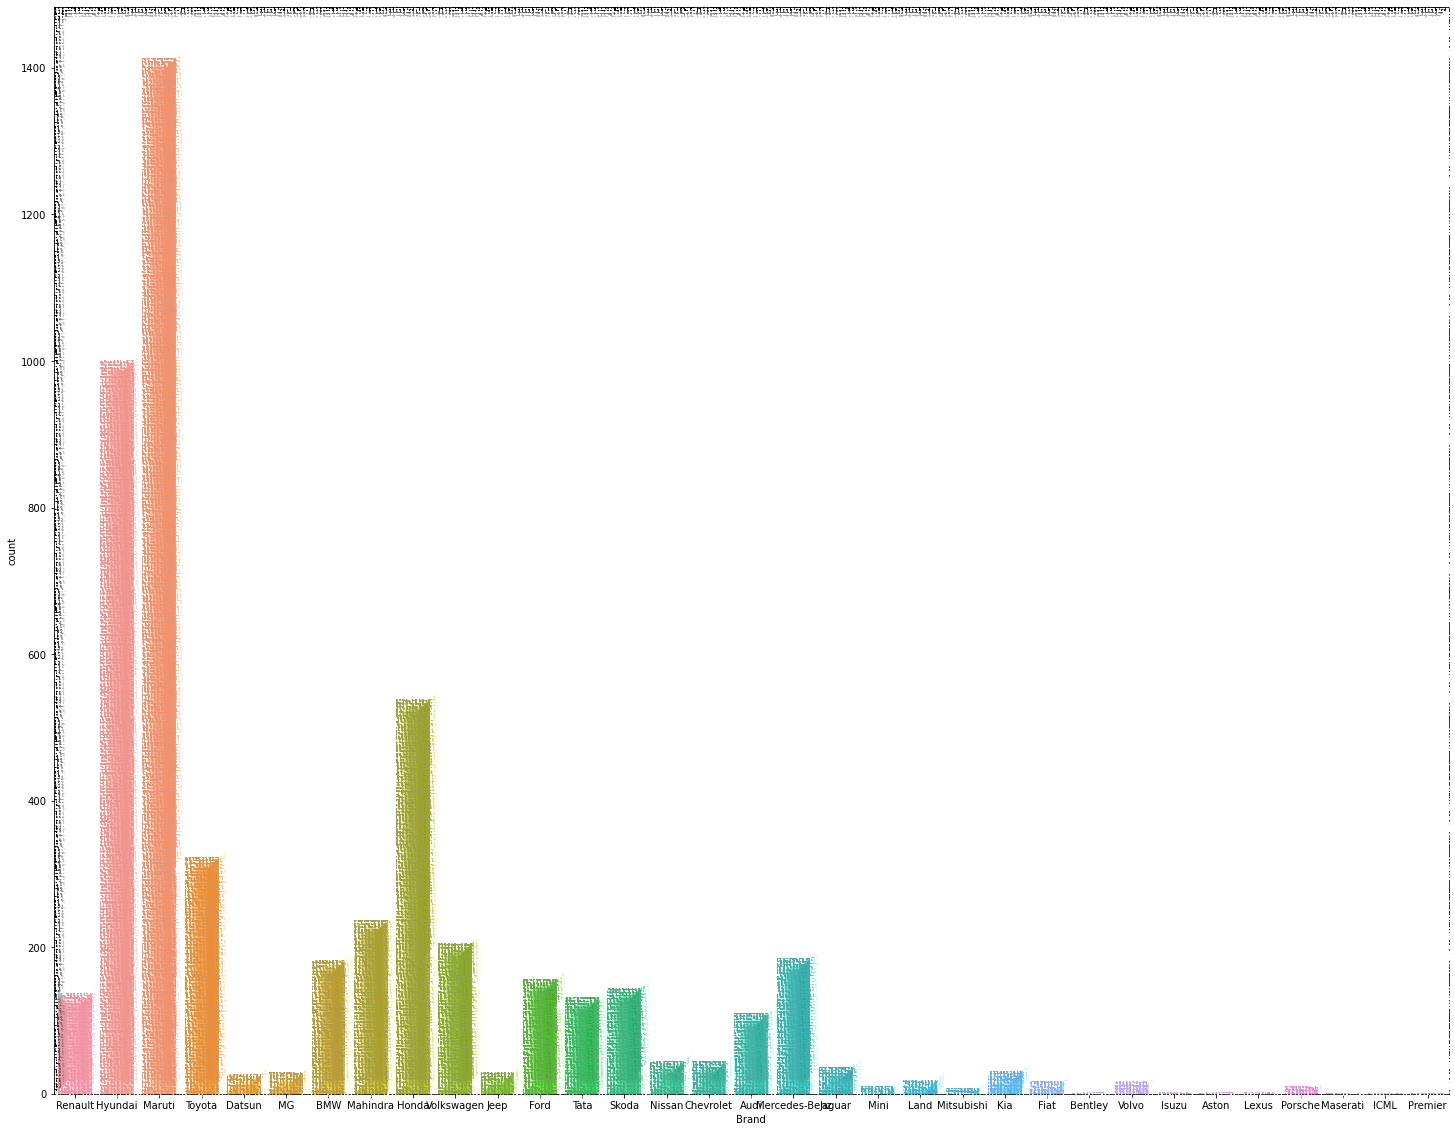 1400
1200
1000
800
600
400
200
0
count
Renault Hyundai Maruti Toyota Datsun MG BMW Mahindra Honda Volkswagen Jeep Ford Tata Skoda Nissan Chevrolet Audi Mercedes-Benz Jaguar Mini Land Mitsubishi Kia Fiat Bentley Volvo Isuzu Aston Lexus Porsche Maserati ICML Premier
Brand